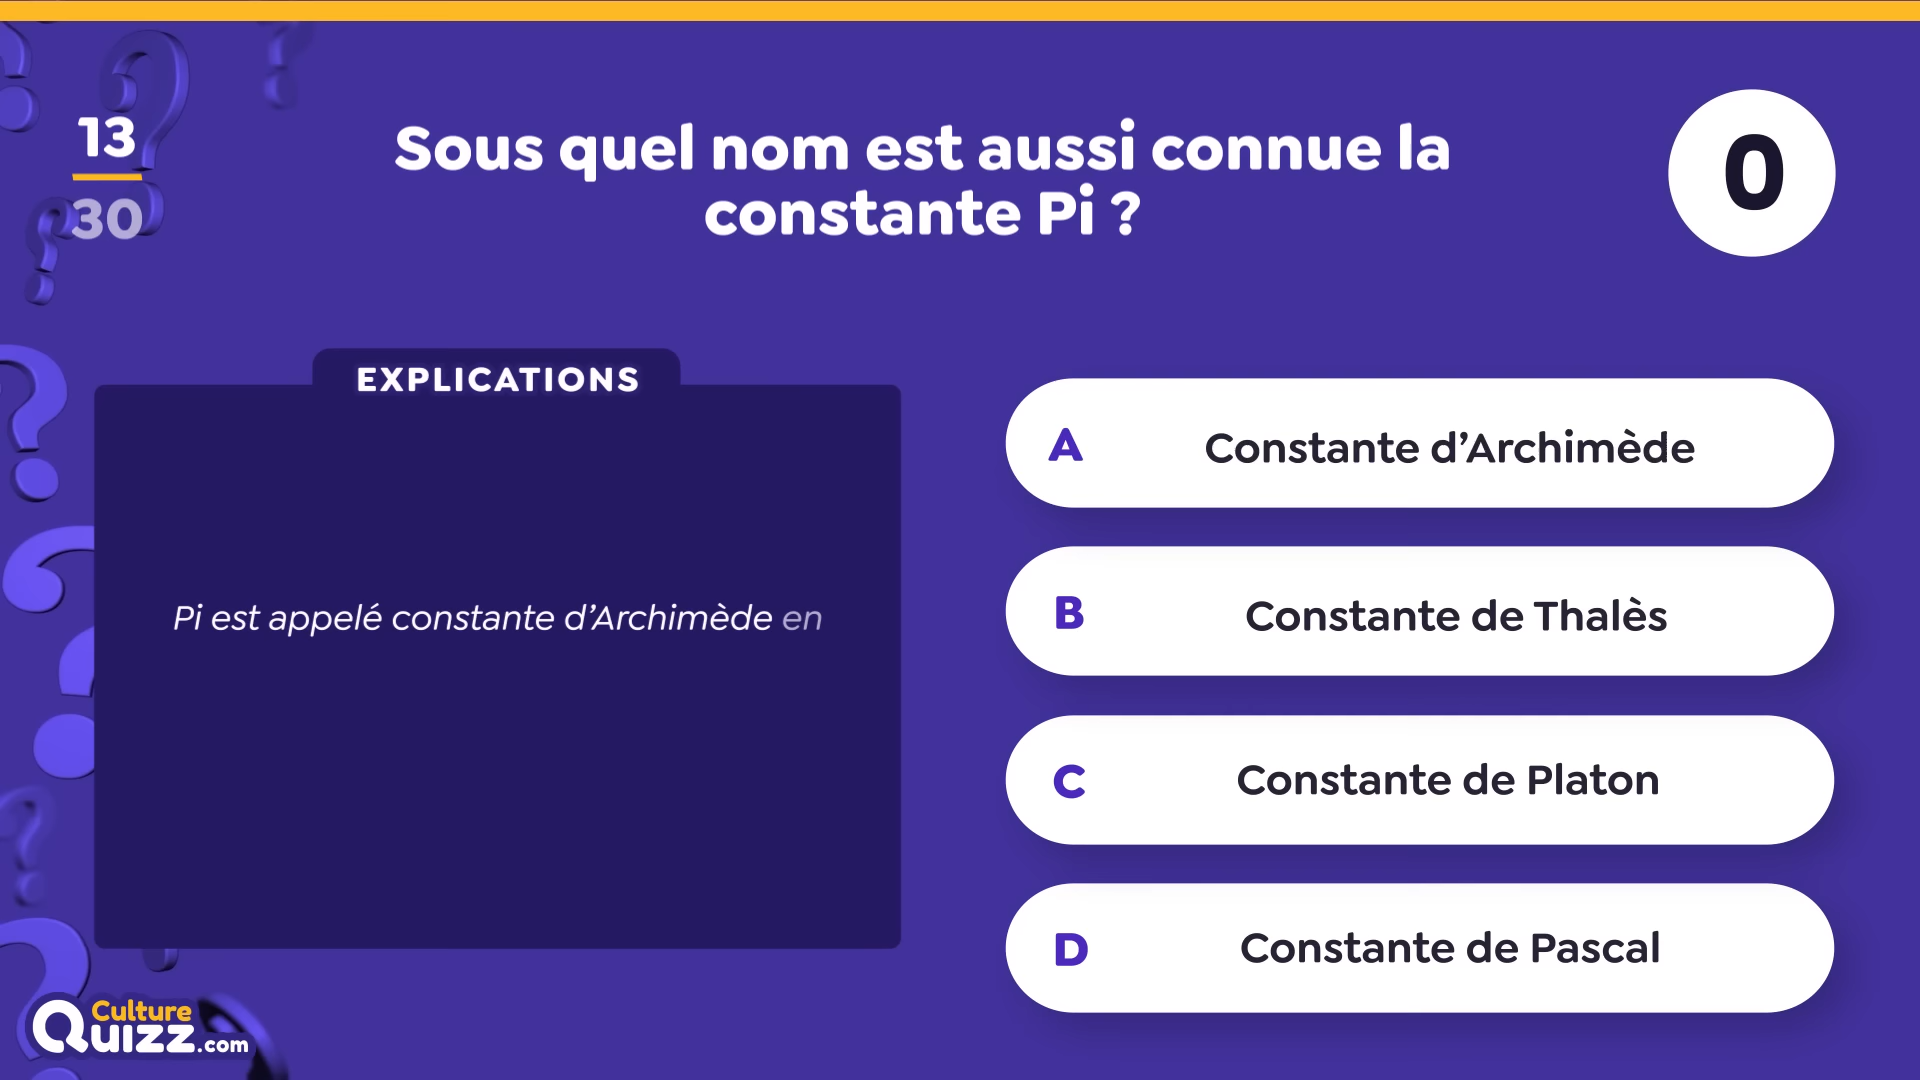 13
30
Sous quel nom est aussi connue la
constante Pi ?
0
EXPLICATIONS
Pi est appelé constante d’Archimède en
A Constante d’Archimède
B Constante de Thalès
C Constante de Platon
D Constante de Pascal
Culture
QUIZZ.com